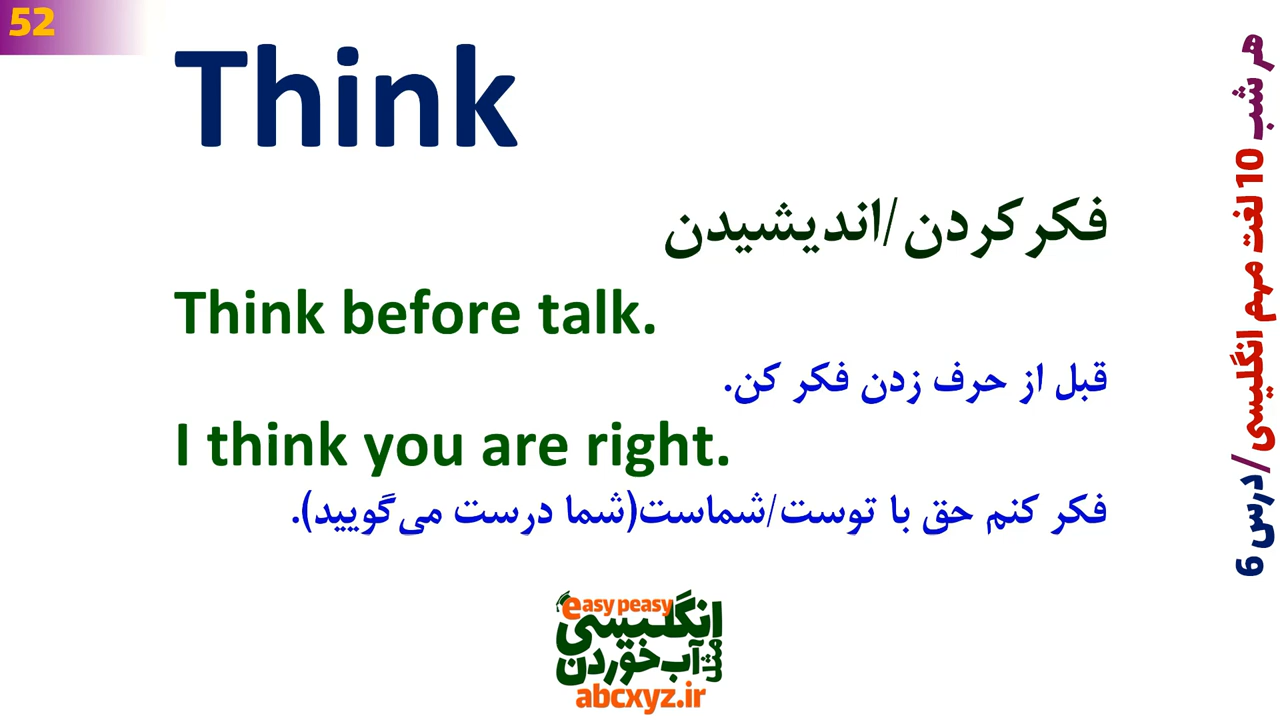 52
Think
فکر کردن/اندیشیدن
Think before talk.
قبل از حرف زدن فکر کن.
I think you are right.
فکر کنم حق با توست/شماست(شما درست می‌گویید).
هر شب 10 لغت مهم انگلیسی/درس 6
easy peasy
انگلیسی
مثل آب خوردن
abcxyz.ir